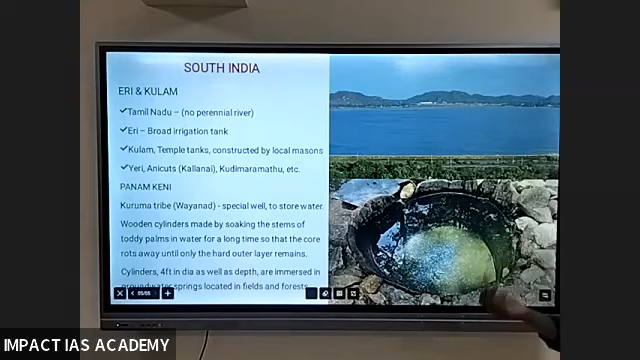 SOUTH INDIA
ERI & KULAM
✓Tamil Nadu – (no perennial river)
✓Eri – Broad irrigation tank
✓Kulam, Temple tanks, constructed by local masons
✓Yeri, Anicuts (Kallanai), Kudimaramathu, etc.
PANAM KENI
Kuruma tribe (Wayanad) - special well, to store water.
Wooden cylinders made by soaking the stems of
toddy palms in water for a long time so that the core
rots away until only the hard outer layer remains.
Cylinders, 4ft in dia as well as depth, are immersed in
groundwater springs located in fields and forests
IMPACT IAS ACADEMY